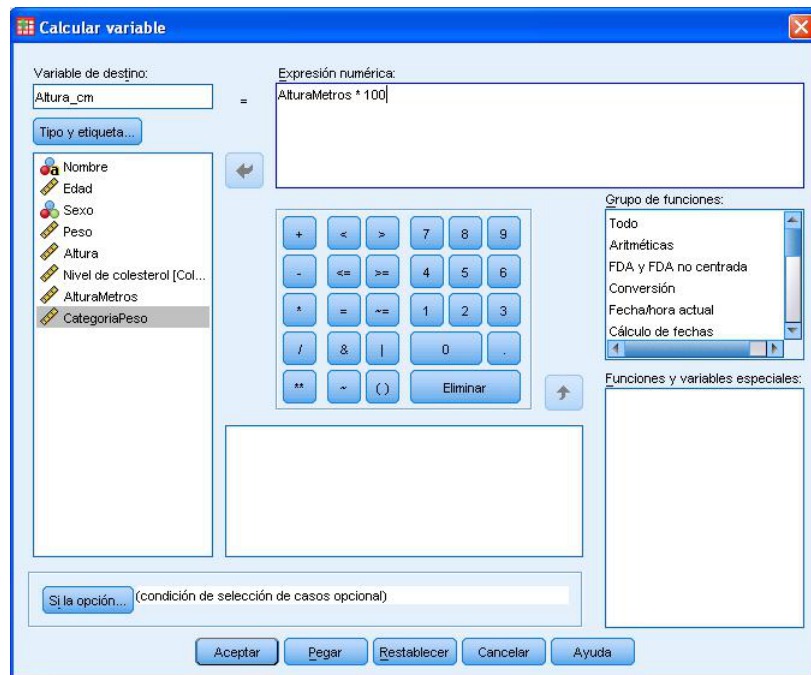 Calcular variable
Variable de destino:
Altura_cm
=
Expresión numérica:
AlturaMetros * 100
Tipo y etiqueta...
Nombre
Edad
Sexo
Peso
Altura
Nivel de colesterol [Col...
AlturaMetros
CategoriaPeso
+ < > 7 8 9
- <= >= 4 5 6
* = ~= 1 2 3
/ & | 0 .
** ~ ( ) Eliminar
Grupo de funciones:
Todo
Aritméticas
FDA y FDA no centrada
Conversión
Fecha/hora actual
Cálculo de fechas
Funciones y variables especiales:
Si la opción... (condición de selección de casos opcional)
Aceptar Pegar Restablecer Cancelar Ayuda